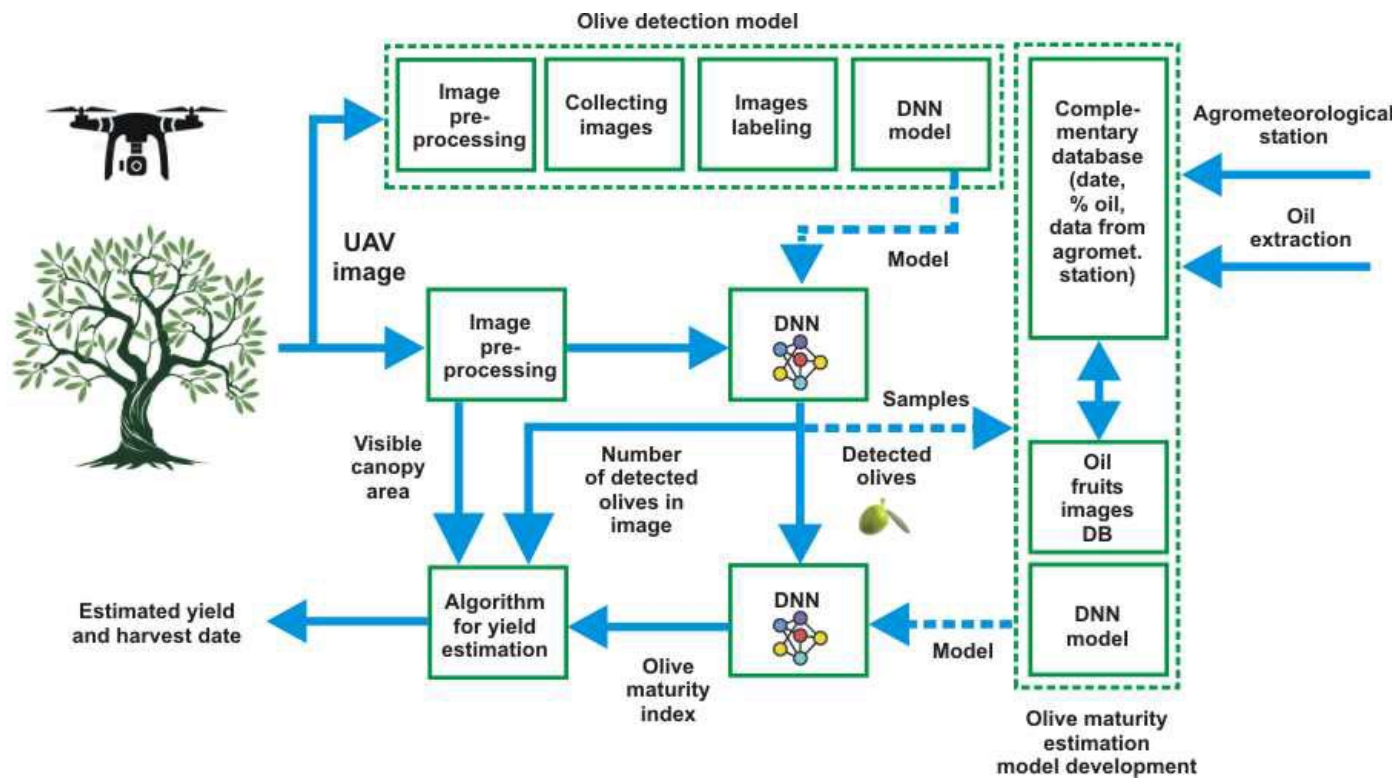 Olive detection model
Image
pre-
processing
Collecting
images
Images
labeling
DNN
model
Comple-
mentary
database
(date,
% oil,
data from
agromet.
station)
Agrometeorological
station
Oil
extraction
UAV
image
Model
Image
pre-
processing
DNN
Samples
Visible
canopy
area
Number
of detected
olives in
image
Detected
olives
Oil
fruits
images
DB
Estimated yield
and harvest date
Algorithm
for yield
estimation
DNN
DNN
model
Model
Olive
maturity
index
Olive maturity
estimation
model development